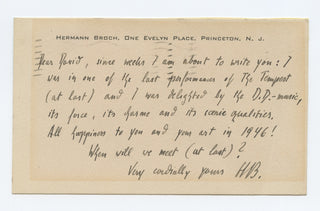 HERMANN BROCH, ONE EVELYN PLACE, PRINCETON, N. J.
Dear David, since weeks I am about to write you: I
was in one of the last performances of the Tempest
(at last) and I was delighted by the D.D.-music,
its force, its charme and its scenic qualities.
All happiness to you and your art in 1946!
When will we meet (at last)?
Very cordially yours HB.